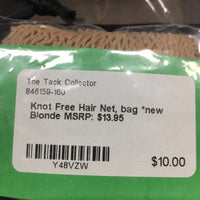 The Tack Collector
846159-160
Knot Free Hair Net, bag *new
Blonde MSRP: $13.95
Y48VZW
$10.00